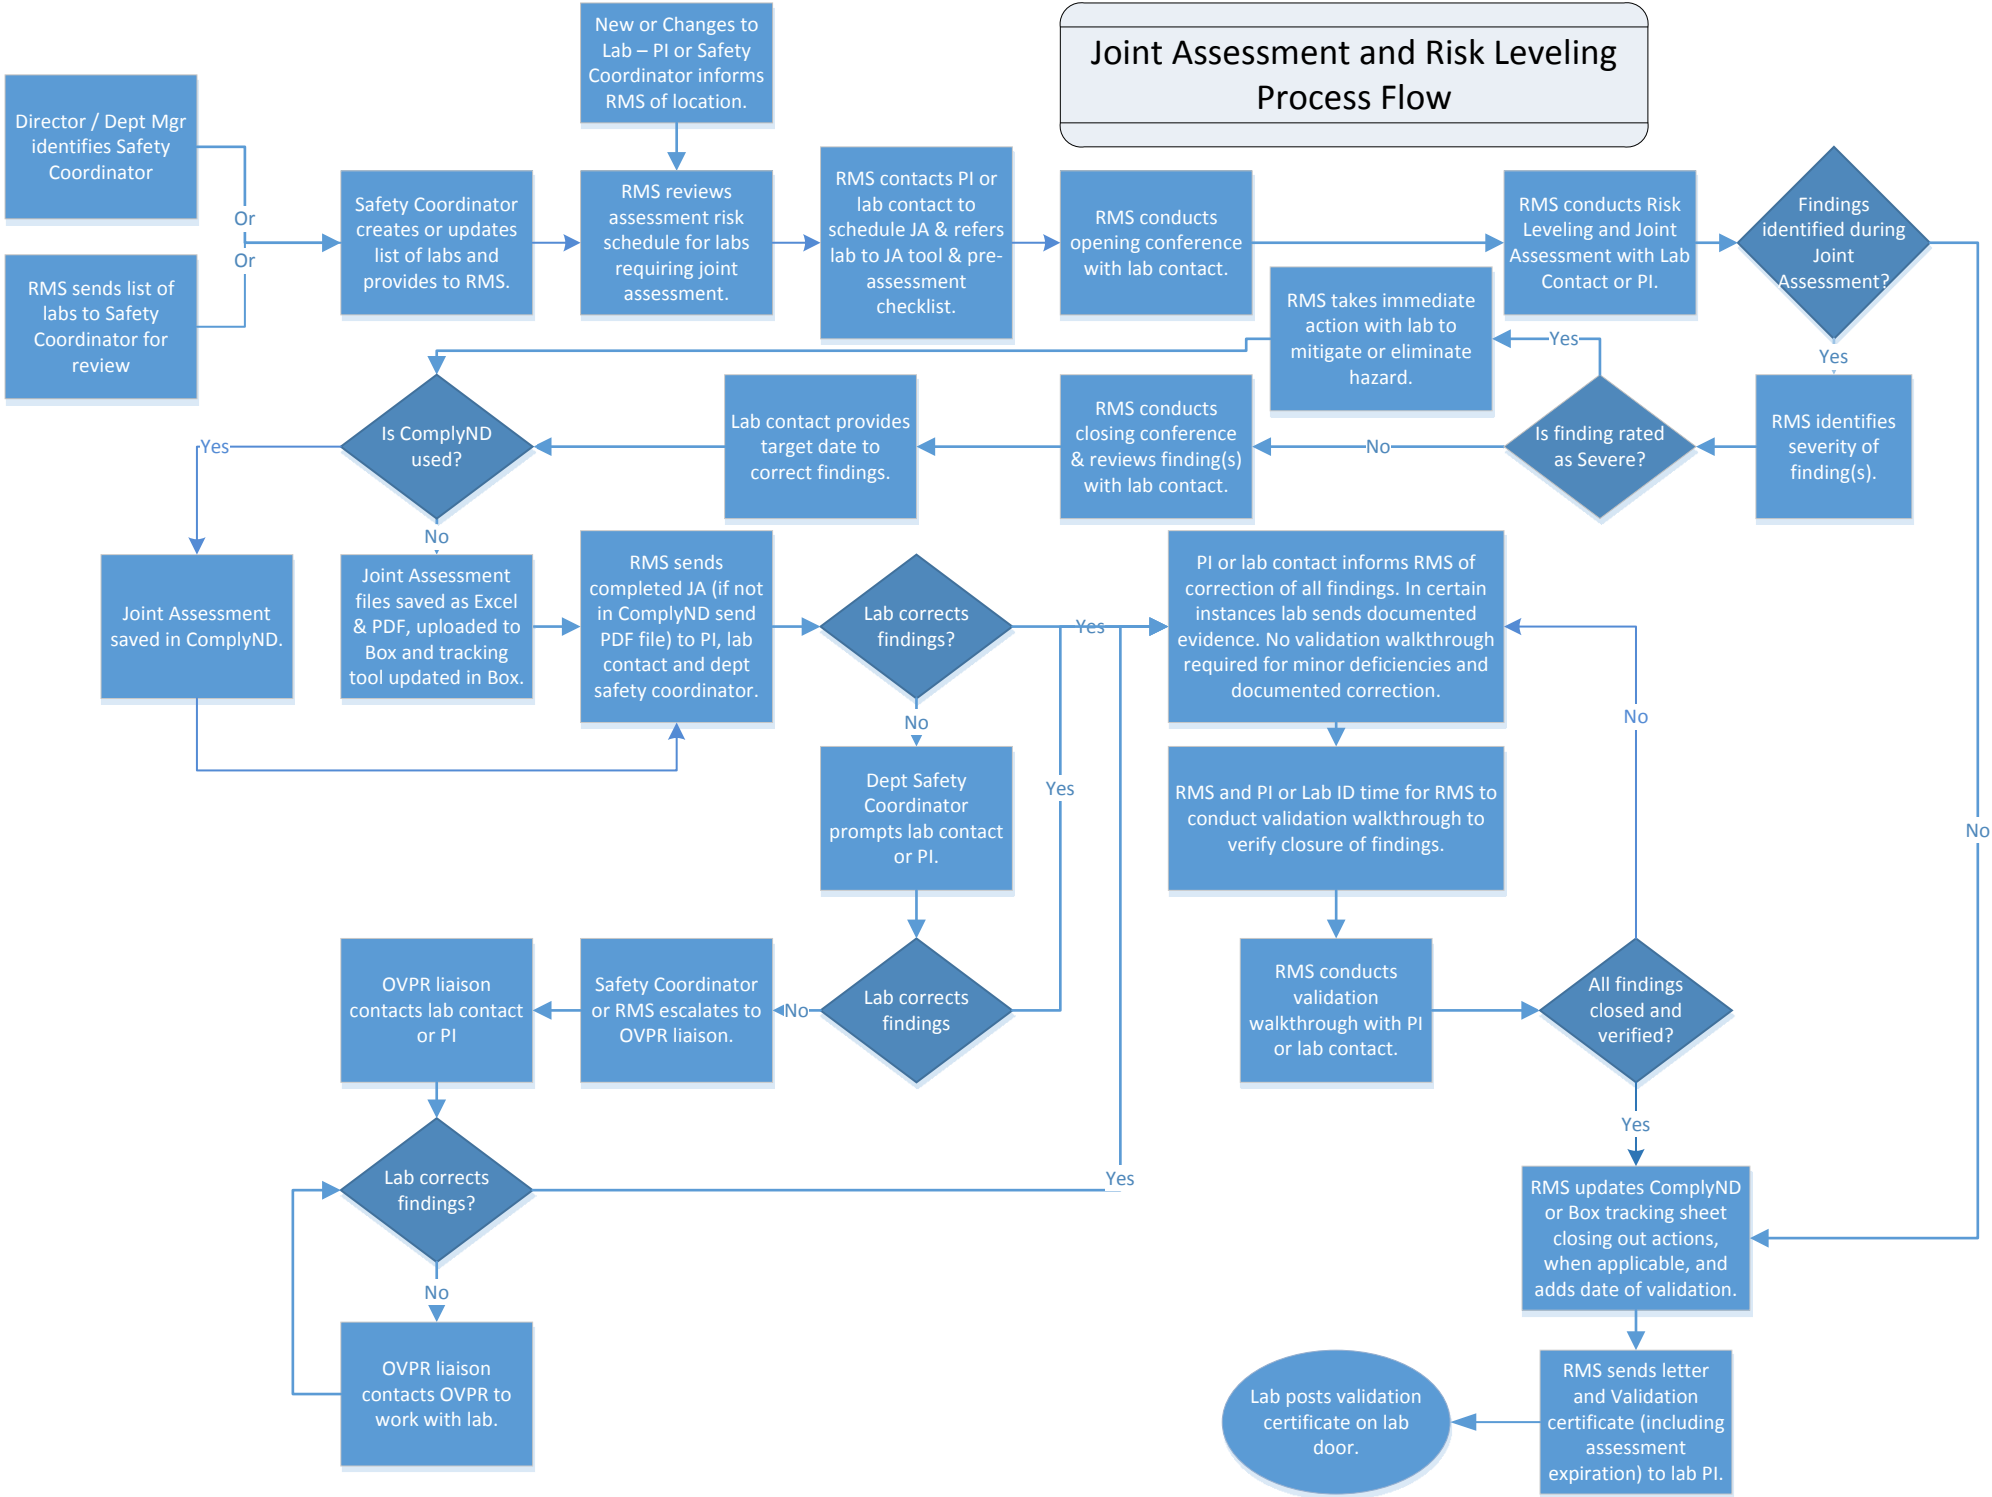 New or Changes to
Lab – PI or Safety
Coordinator informs
RMS of location.
Joint Assessment and Risk Leveling
Process Flow
Director / Dept Mgr
identifies Safety
Coordinator
Or
Or
RMS sends list of
labs to Safety
Coordinator for
review
Safety Coordinator
creates or updates
list of labs and
provides to RMS.
RMS reviews
assessment risk
schedule for labs
requiring joint
assessment.
RMS contacts PI or
lab contact to
schedule JA & refers
lab to JA tool & pre-
assessment
checklist.
RMS conducts
opening conference
with lab contact.
RMS conducts Risk
Leveling and Joint
Assessment with Lab
Contact or PI.
Findings
identified during
Joint
Assessment?
Yes
No
RMS identifies
severity of
finding(s).
Is finding rated
as Severe?
Yes
RMS takes immediate
action with lab to
mitigate or eliminate
hazard.
No
RMS conducts
closing conference
& reviews finding(s)
with lab contact.
Lab contact provides
target date to
correct findings.
Is ComplyND
used?
Yes
No
Joint Assessment
saved in ComplyND.
Joint Assessment
files saved as Excel
& PDF, uploaded to
Box and tracking
tool updated in Box.
RMS sends
completed JA (if not
in ComplyND send
PDF file) to PI, lab
contact and dept
safety coordinator.
Lab corrects
findings?
Yes
No
PI or lab contact informs RMS of
correction of all findings. In certain
instances lab sends documented
evidence. No validation walkthrough
required for minor deficiencies and
documented correction.
No
Dept Safety
Coordinator
prompts lab contact
or PI.
Yes
RMS and PI or Lab ID time for RMS to
conduct validation walkthrough to
verify closure of findings.
OVPR liaison
contacts lab contact
or PI
Safety Coordinator
or RMS escalates to
OVPR liaison.
No
Lab corrects
findings
RMS conducts
validation
walkthrough with PI
or lab contact.
All findings
closed and
verified?
Yes
Lab corrects
findings?
Yes
No
OVPR liaison
contacts OVPR to
work with lab.
RMS updates ComplyND
or Box tracking sheet
closing out actions,
when applicable, and
adds date of validation.
RMS sends letter
and Validation
certificate (including
assessment
expiration) to lab PI.
Lab posts validation
certificate on lab
door.